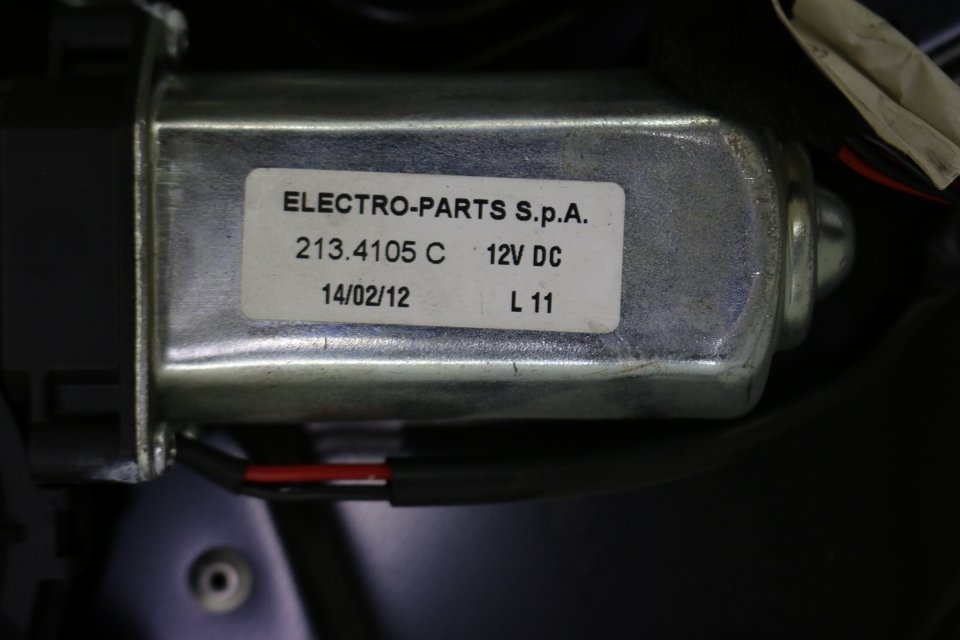 ELECTRO-PARTS S.p.A.
213.4105 C 12V DC
14/02/12 L 11